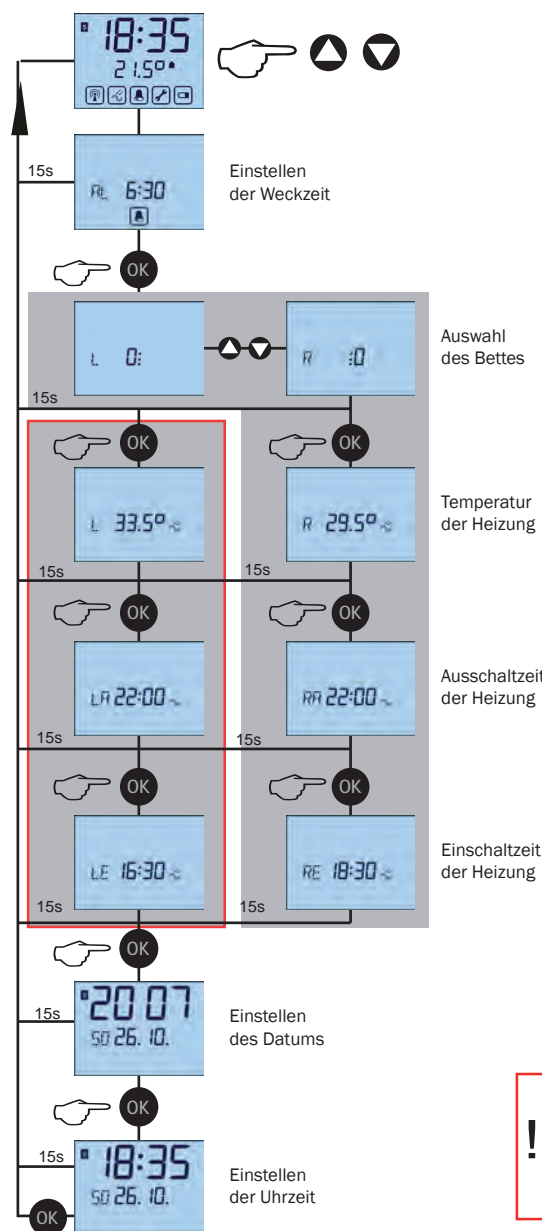 18:35
21.5°
15s
AL 6:30
Einstellen
der Weckzeit
OK
L 0:
R :0
Auswahl
des Bettes
15s
OK
OK
L 33.5°
R 29.5°
Temperatur
der Heizung
15s
15s
OK
OK
LA 22:00
RA 22:00
Ausschaltzeit
der Heizung
15s
15s
OK
OK
LE 16:30
RE 18:30
Einschaltzeit
der Heizung
15s
15s
OK
20 07
SO 26. 10.
15s
Einstellen
des Datums
OK
15s
18:35
SO 26. 10.
Einstellen
der Uhrzeit
OK
!